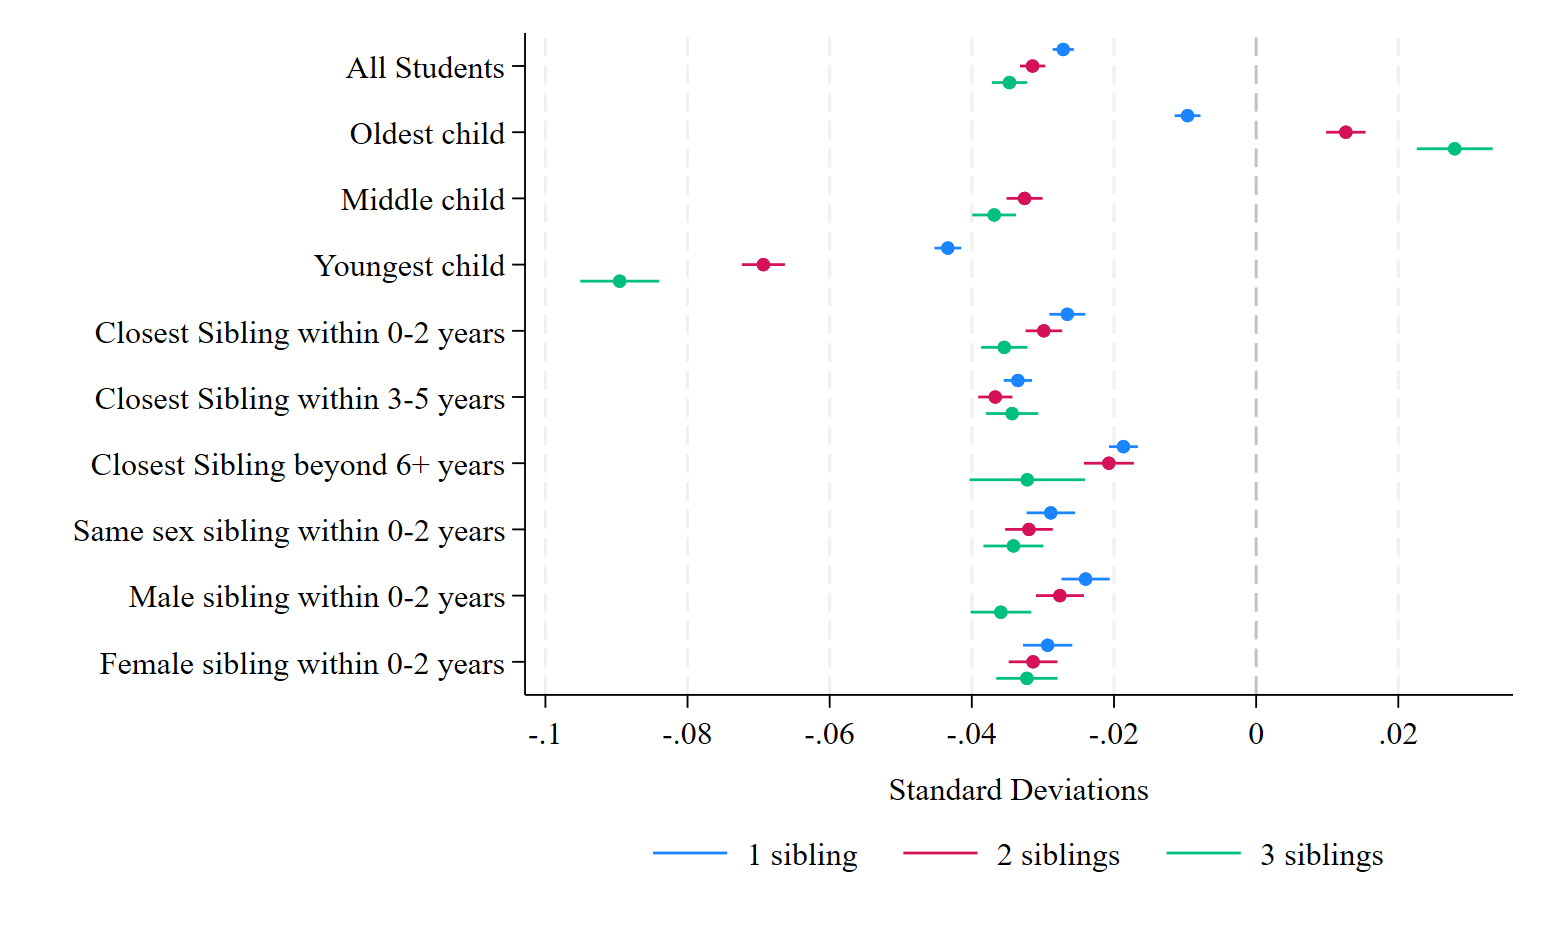 All Students
Oldest child
Middle child
Youngest child
Closest Sibling within 0-2 years
Closest Sibling within 3-5 years
Closest Sibling beyond 6+ years
Same sex sibling within 0-2 years
Male sibling within 0-2 years
Female sibling within 0-2 years
-.1 -.08 -.06 -.04 -.02 0 .02
Standard Deviations
1 sibling 2 siblings 3 siblings